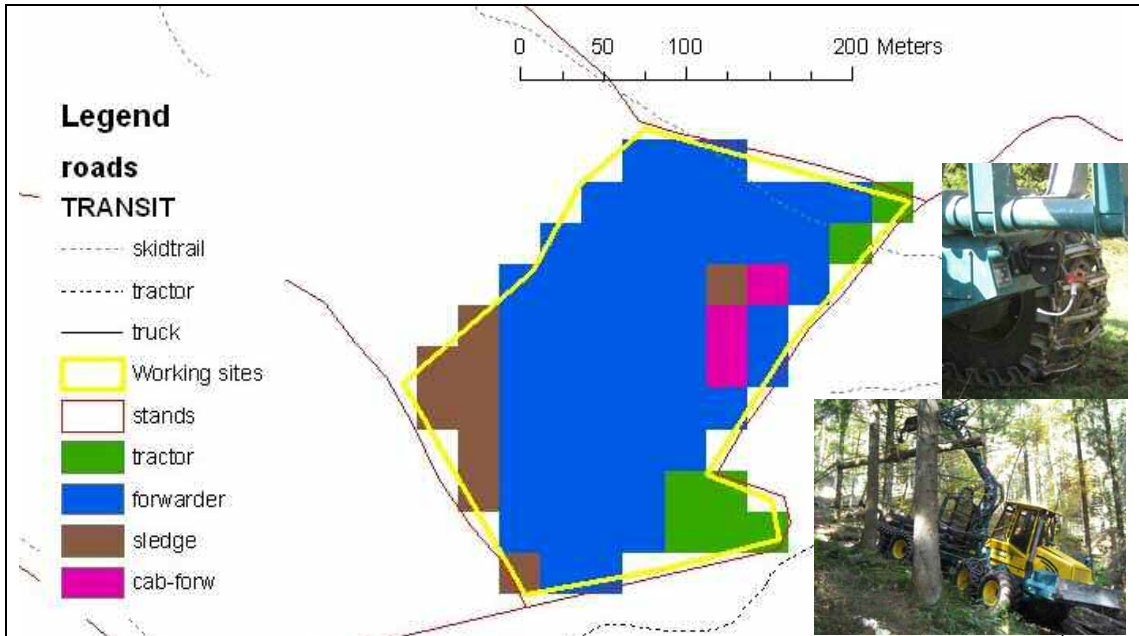 0 50 100 200 Meters
Legend
roads
TRANSIT
skidtrail
tractor
truck
Working sites
stands
tractor
forwarder
sledge
cab-forw